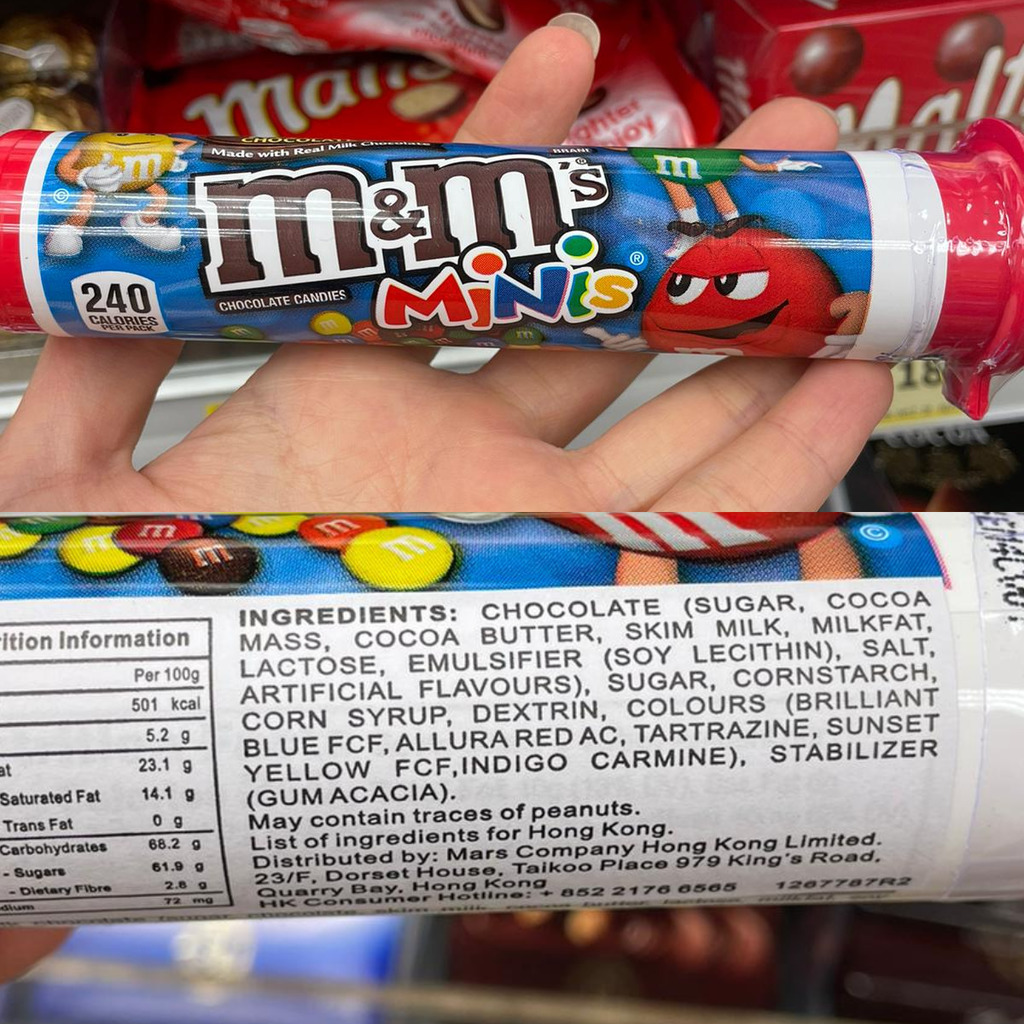 Malt
CHOCOLATE
Made with Real Milk Chocolate
BRAND
m
m&m's®
MINIS®
CHOCOLATE CANDIES
240
CALORIES
PER PACK
m
©
18
m m m m
©
rition Information
Per 100g
501 kcal
5.2 g
at 23.1 g
Saturated Fat 14.1 g
Trans Fat 0 g
Carbohydrates 68.2 g
- Sugars 61.9 g
- Dietary Fibre 2.8 g
dium 72 mg
INGREDIENTS: CHOCOLATE (SUGAR, COCOA
MASS, COCOA BUTTER, SKIM MILK, MILKFAT,
LACTOSE, EMULSIFIER (SOY LECITHIN), SALT,
ARTIFICIAL FLAVOURS), SUGAR, CORNSTARCH,
CORN SYRUP, DEXTRIN, COLOURS (BRILLIANT
BLUE FCF, ALLURA RED AC, TARTRAZINE, SUNSET
YELLOW FCF,INDIGO CARMINE), STABILIZER
(GUM ACACIA).
May contain traces of peanuts.
List of ingredients for Hong Kong.
Distributed by: Mars Company Hong Kong Limited.
23/F, Dorset House, Taikoo Place 979 King's Road,
Quarry Bay, Hong Kong
HK Consumer Hotline: + 852 2176 6565 1267787R2